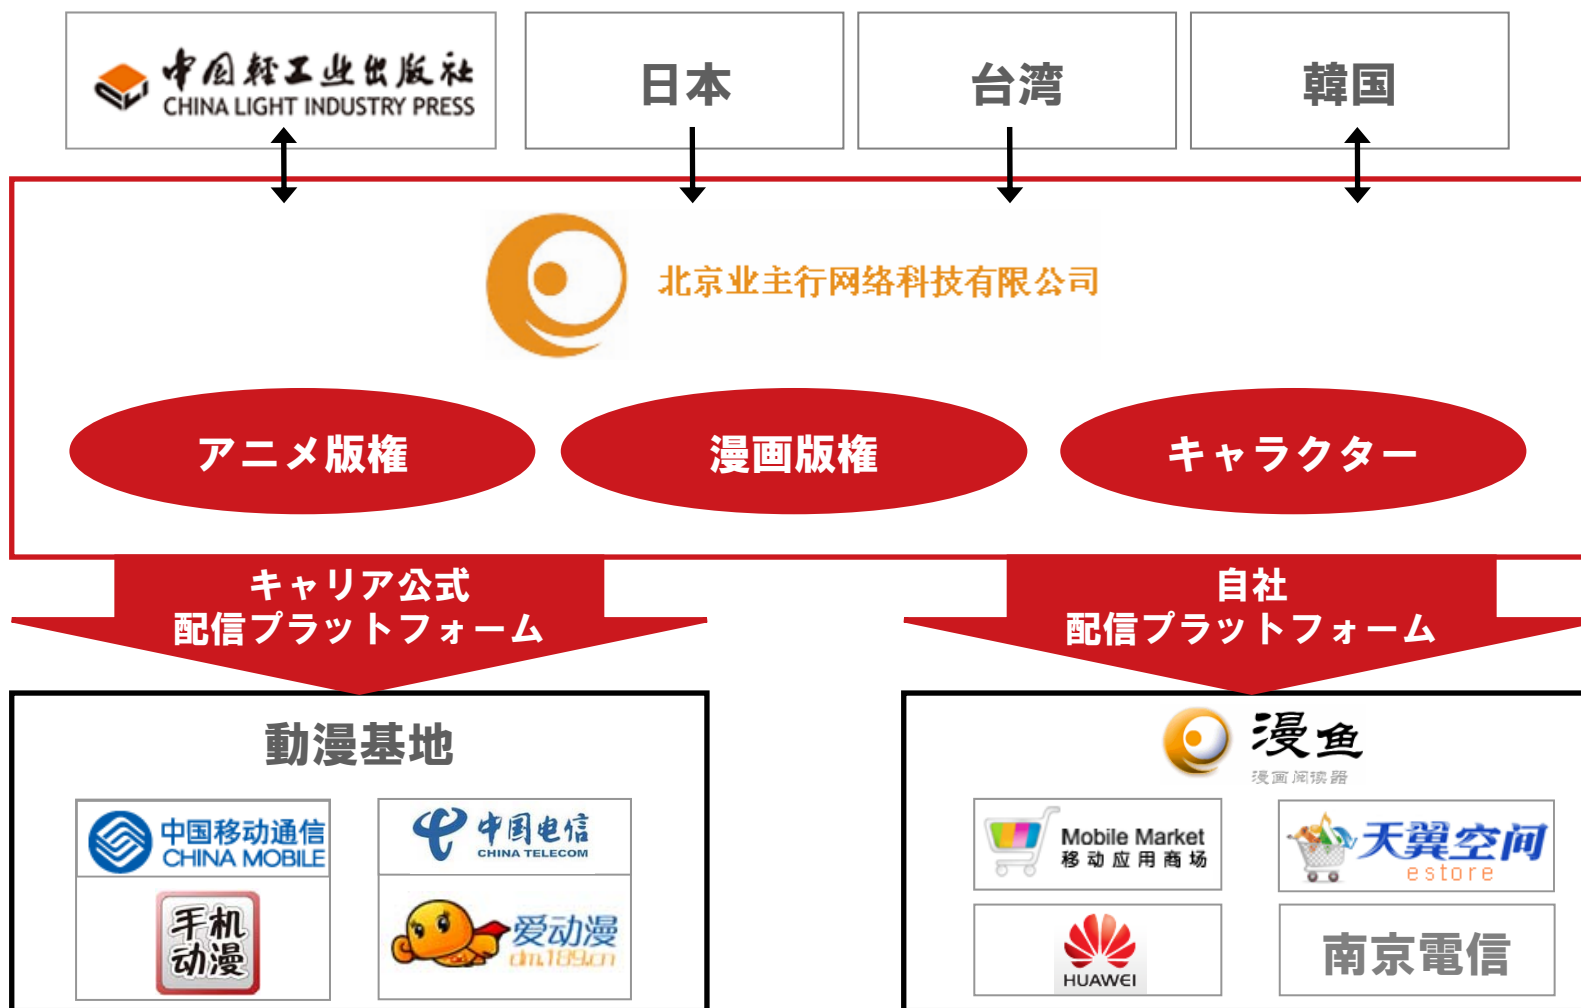 中国轻工业出版社
CHINA LIGHT INDUSTRY PRESS
日本
台湾
韓国
北京业主行网络科技有限公司
アニメ版権
漫画版権
キャラクター
キャリア公式
配信プラットフォーム
自社
配信プラットフォーム
動漫基地
中国移动通信
CHINA MOBILE
中国电信
CHINA TELECOM
手机
动漫
爱动漫
dm.189.cn
漫鱼
漫画阅读器
Mobile Market
移动应用商场
天翼空间
estore
HUAWEI
南京電信